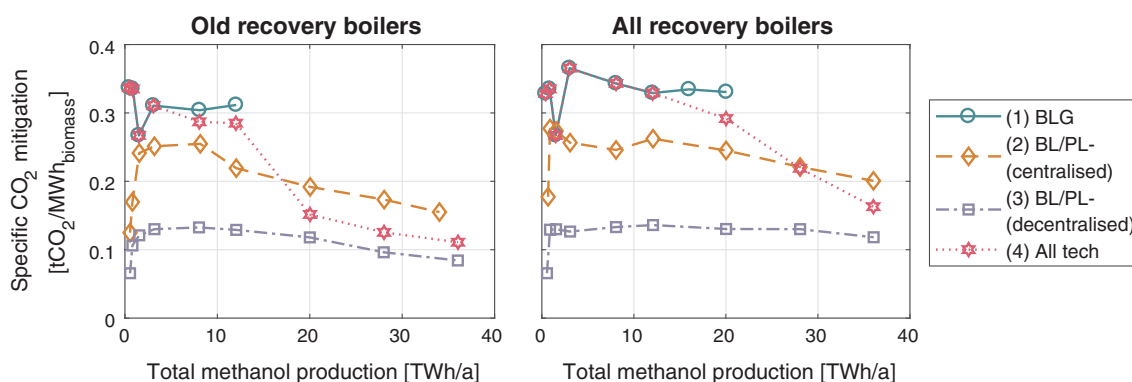 Old recovery boilers
All recovery boilers
Specific CO2 mitigation
[tCO2/MWhbiomass]
0.4
0.3
0.2
0.1
0
0 10 20 30 40
0 10 20 30 40
Total methanol production [TWh/a]
Total methanol production [TWh/a]
(1) BLG
(2) BL/PL-
(centralised)
(3) BL/PL-
(decentralised)
(4) All tech